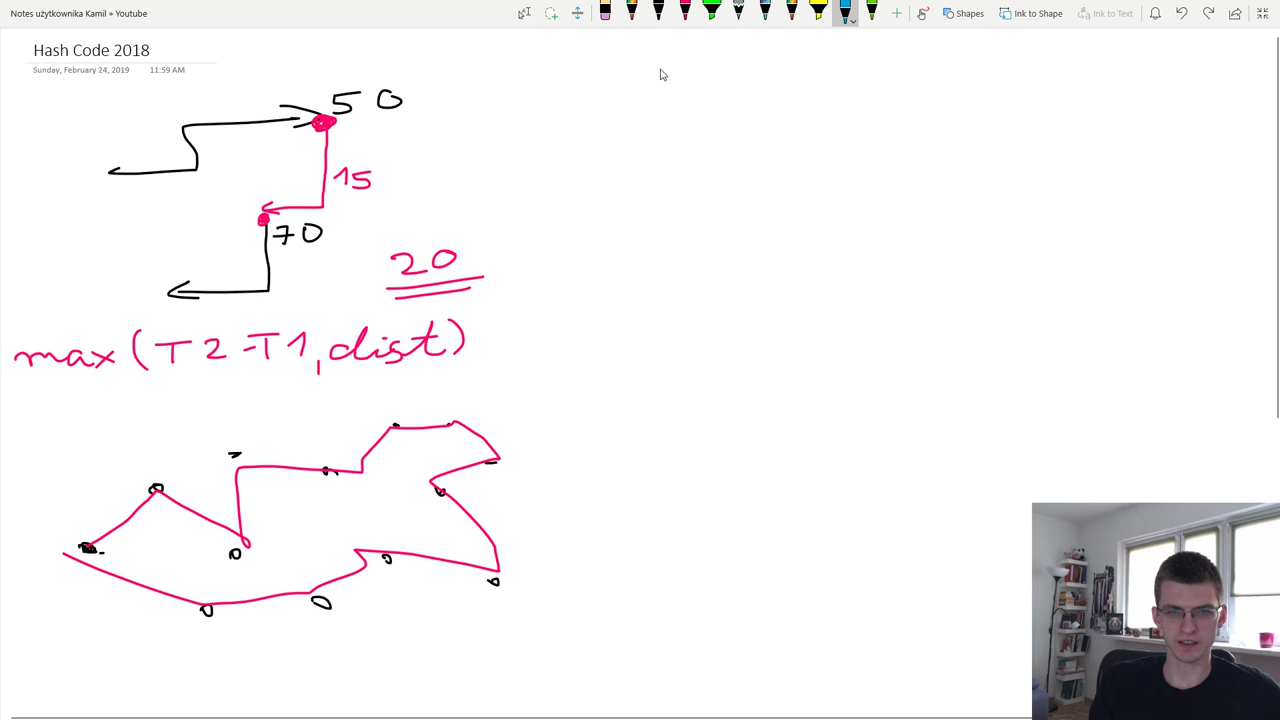 Notes użytkownika Kamil » Youtube
Shapes
Ink to Shape
Ink to Text
Hash Code 2018
Sunday, February 24, 2019 11:59 AM
50
15
70
20
max (T2-T1, dist)